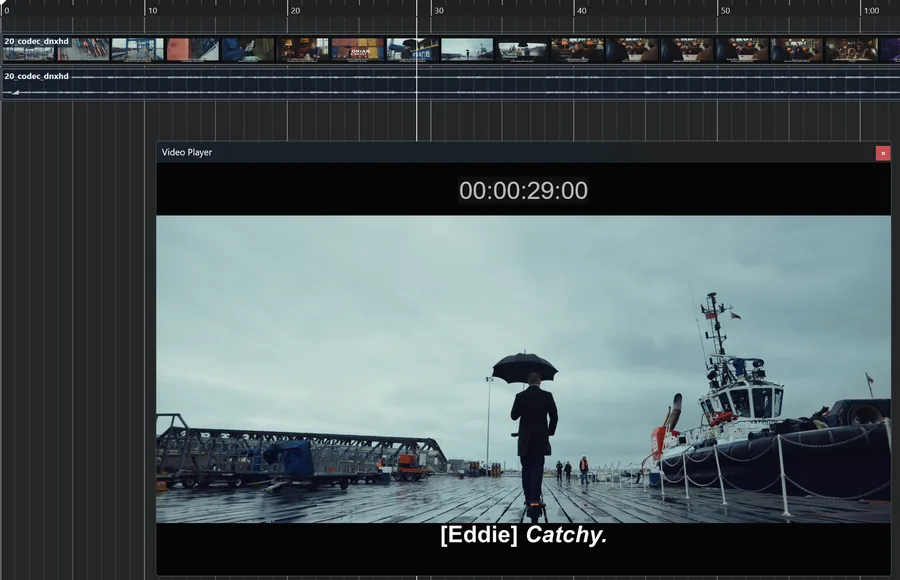 0 10 20 30 40 50 1:00
20_codec_dnxhd
20_codec_dnxhd
Video Player
00:00:29:00
[Eddie] Catchy.